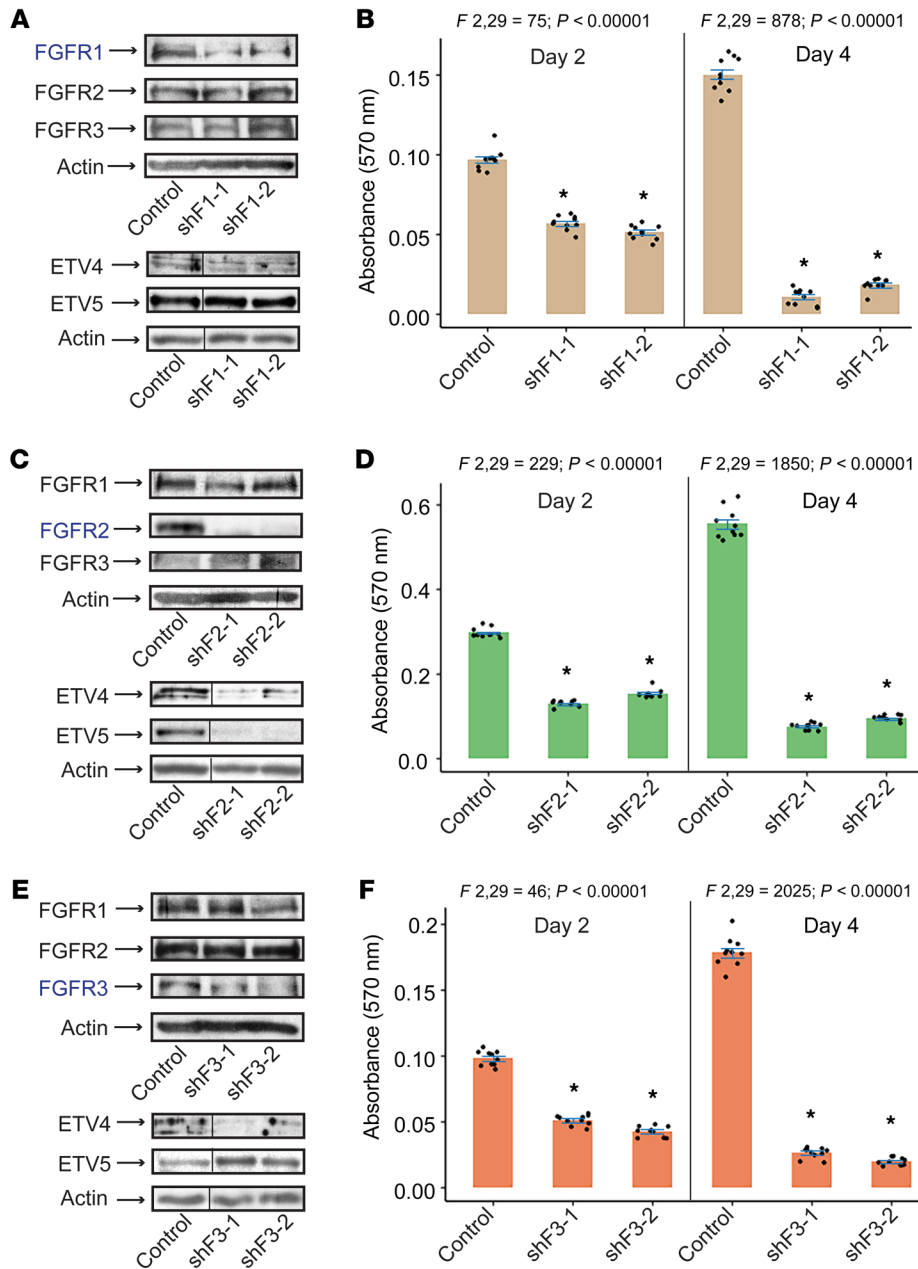 A
FGFR1 →
FGFR2 →
FGFR3 →
Actin →
Control shF1-1 shF1-2
ETV4 →
ETV5 →
Actin →
Control shF1-1 shF1-2
B
F 2,29 = 75; P < 0.00001 F 2,29 = 878; P < 0.00001
Day 2 Day 4
Absorbance (570 nm)
0.15
0.10
0.05
0.00
* * * *
Control shF1-1 shF1-2 Control shF1-1 shF1-2
C
FGFR1 →
FGFR2 →
FGFR3 →
Actin →
Control shF2-1 shF2-2
ETV4 →
ETV5 →
Actin →
Control shF2-1 shF2-2
D
F 2,29 = 229; P < 0.00001 F 2,29 = 1850; P < 0.00001
Day 2 Day 4
Absorbance (570 nm)
0.6
0.4
0.2
0.0
* * * *
Control shF2-1 shF2-2 Control shF2-1 shF2-2
E
FGFR1 →
FGFR2 →
FGFR3 →
Actin →
Control shF3-1 shF3-2
ETV4 →
ETV5 →
Actin →
Control shF3-1 shF3-2
F
F 2,29 = 46; P < 0.00001 F 2,29 = 2025; P < 0.00001
Day 2 Day 4
Absorbance (570 nm)
0.2
0.15
0.10
0.05
0.00
* * * *
Control shF3-1 shF3-2 Control shF3-1 shF3-2